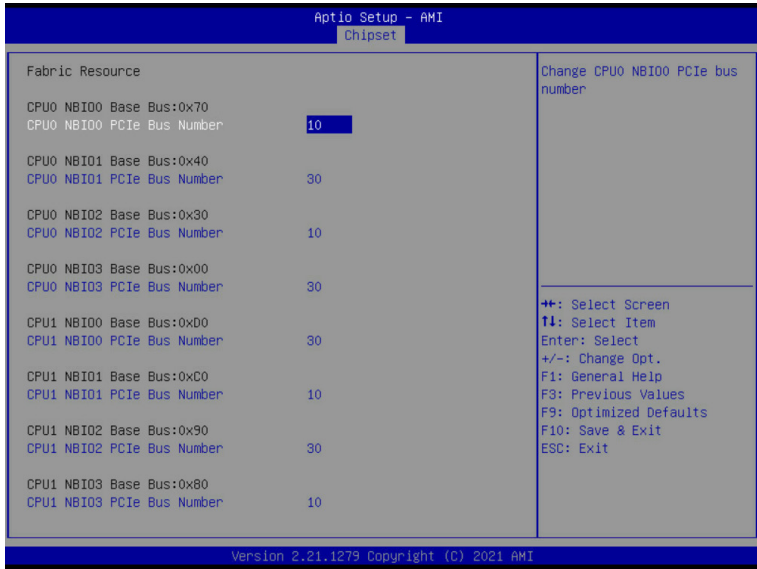 Aptio Setup – AMI
Chipset
Fabric Resource
CPU0 NBIO0 Base Bus:0x70
CPU0 NBIO0 PCIe Bus Number 10
CPU0 NBIO1 Base Bus:0x40
CPU0 NBIO1 PCIe Bus Number 30
CPU0 NBIO2 Base Bus:0x30
CPU0 NBIO2 PCIe Bus Number 10
CPU0 NBIO3 Base Bus:0x00
CPU0 NBIO3 PCIe Bus Number 30
CPU1 NBIO0 Base Bus:0xD0
CPU1 NBIO0 PCIe Bus Number 30
CPU1 NBIO1 Base Bus:0xC0
CPU1 NBIO1 PCIe Bus Number 10
CPU1 NBIO2 Base Bus:0x90
CPU1 NBIO2 PCIe Bus Number 30
CPU1 NBIO3 Base Bus:0x80
CPU1 NBIO3 PCIe Bus Number 10
Change CPU0 NBIO0 PCIe bus
number
→←: Select Screen
↑↓: Select Item
Enter: Select
+/-: Change Opt.
F1: General Help
F3: Previous Values
F9: Optimized Defaults
F10: Save & Exit
ESC: Exit
Version 2.21.1279 Copyright (C) 2021 AMI